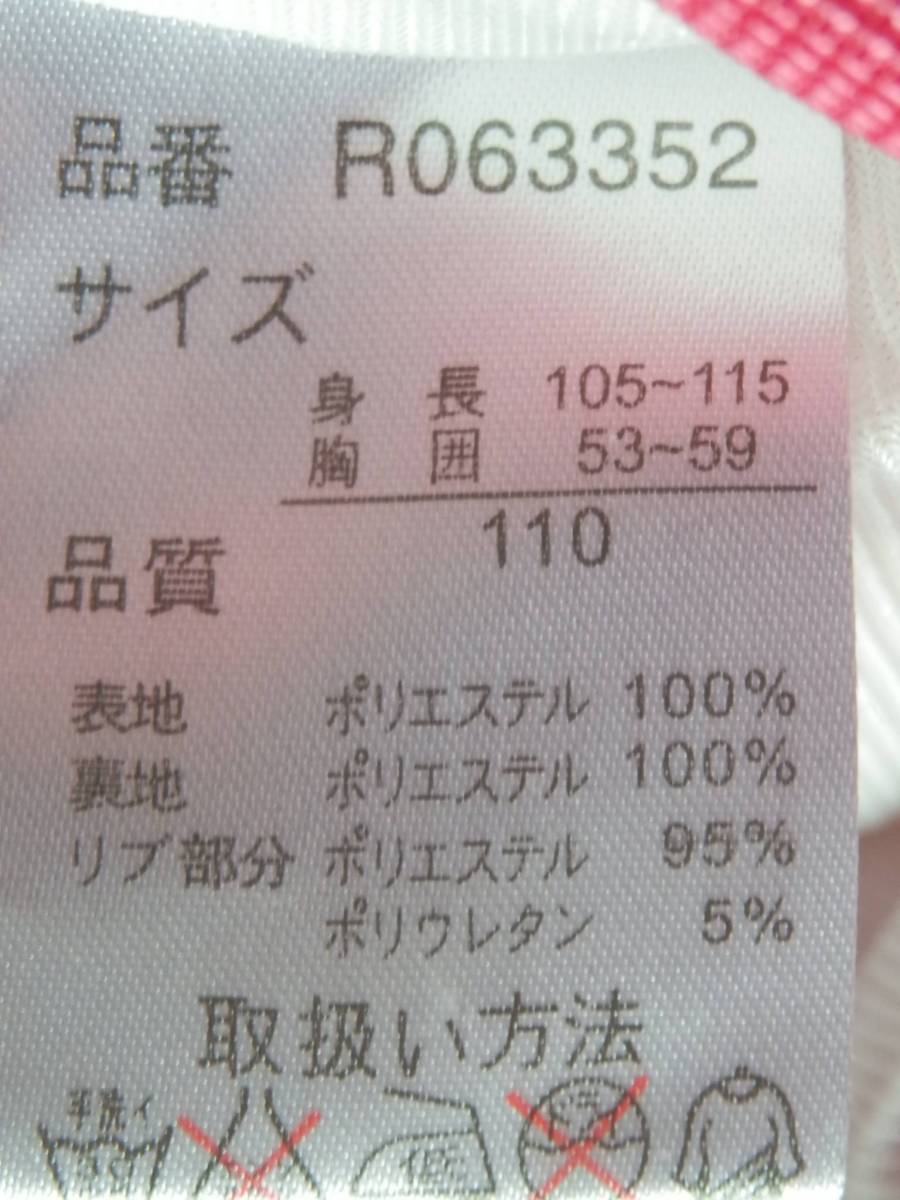 品番 R063352
サイズ
身長 105~115
胸囲 53~59
110
品質
表地 ポリエステル 100%
裏地 ポリエステル 100%
リブ部分 ポリエステル 95%
ポリウレタン 5%
取扱い方法
手洗イ
30
低